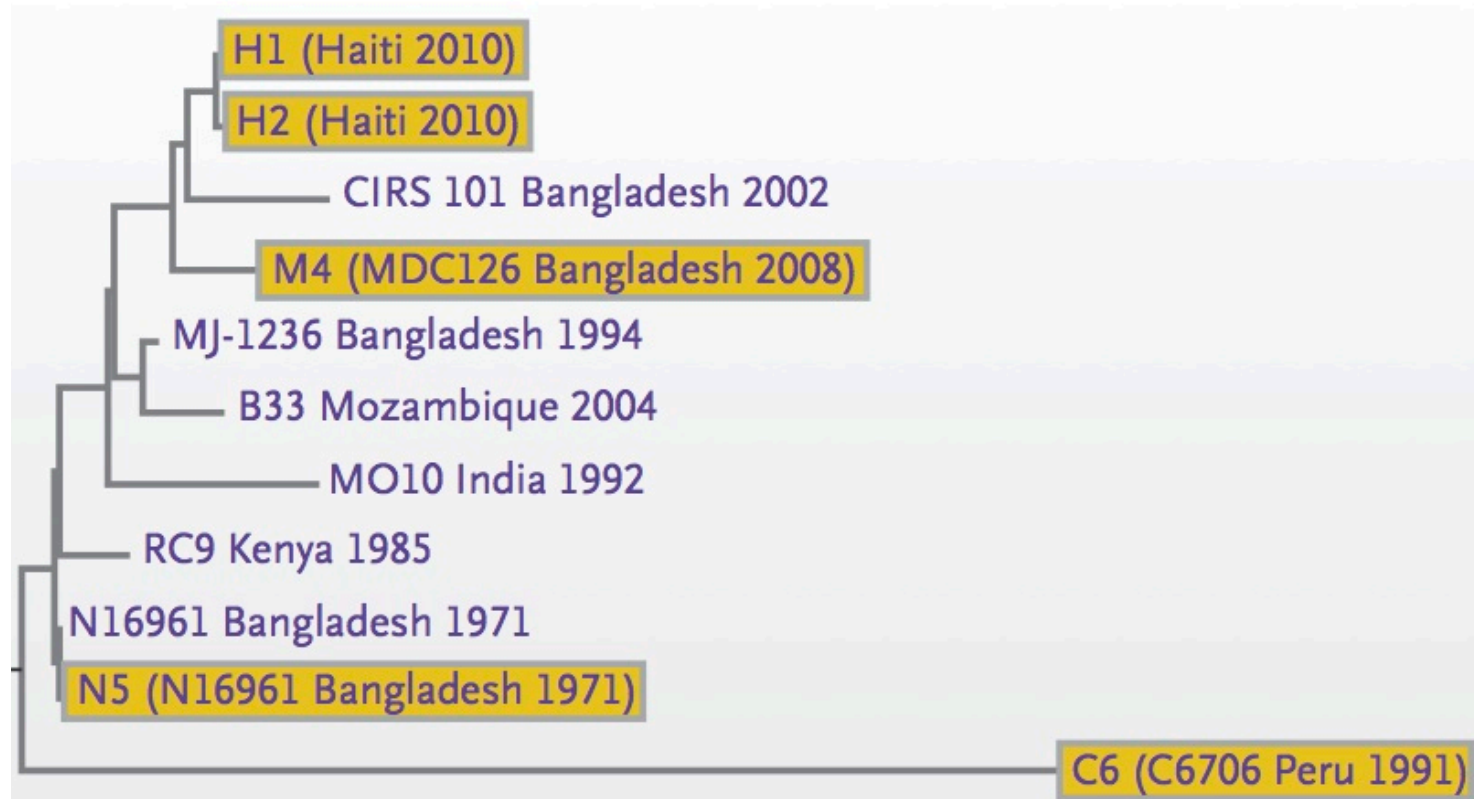 H1 (Haiti 2010)
H2 (Haiti 2010)
CIRS 101 Bangladesh 2002
M4 (MDC126 Bangladesh 2008)
MJ-1236 Bangladesh 1994
B33 Mozambique 2004
MO10 India 1992
RC9 Kenya 1985
N16961 Bangladesh 1971
N5 (N16961 Bangladesh 1971)
C6 (C6706 Peru 1991)